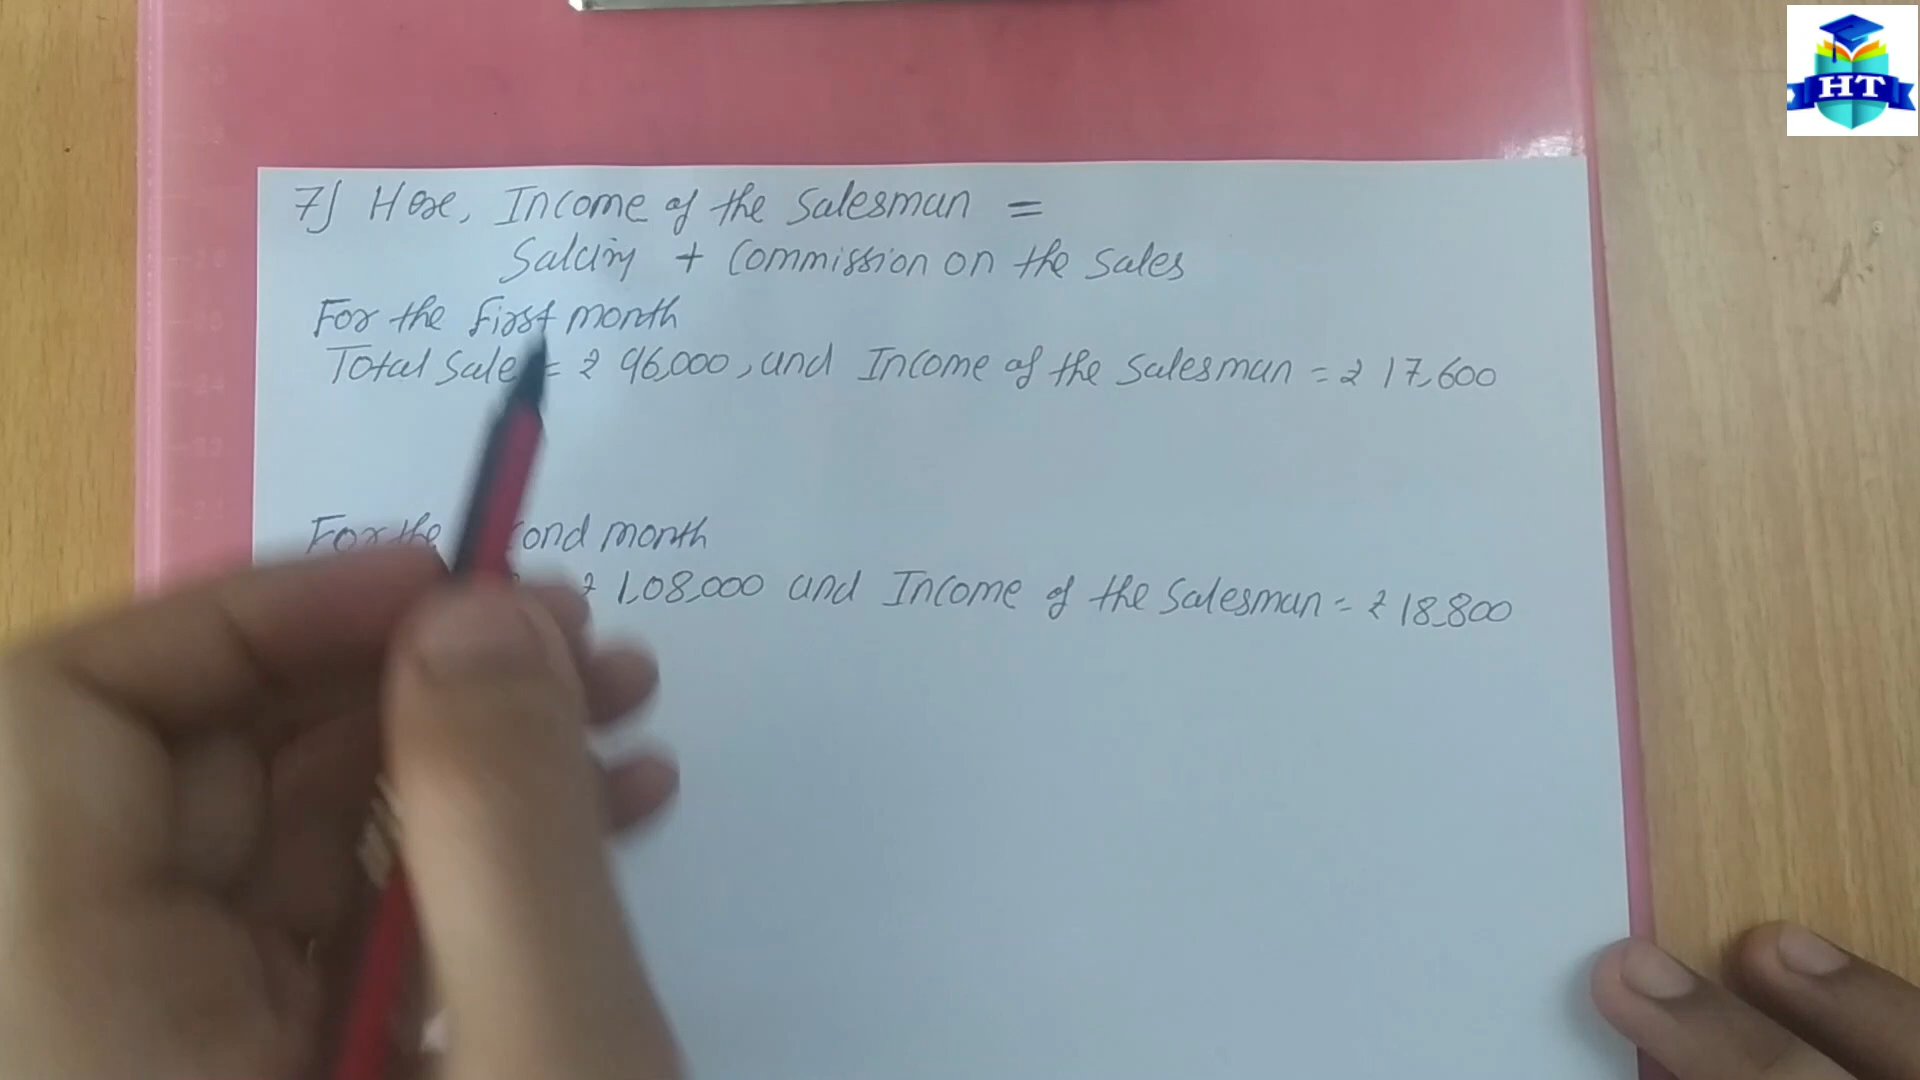 HT
7] Here, Income of the Salesman =
Salary + Commission on the Sales
For the first month
Total Sale = ₹ 96,000, and Income of the Salesman = ₹ 17,600
For the month
₹ 1,08,000 and Income of the Salesman = ₹ 18,800